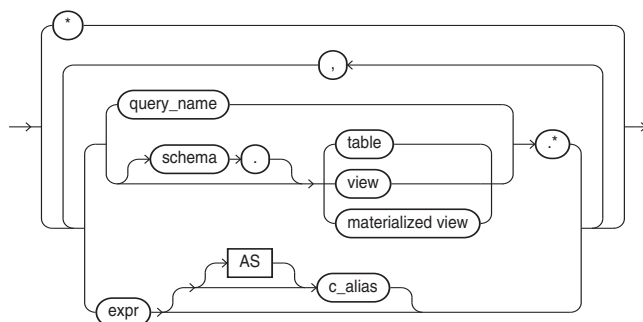 *
,
query_name
schema . table .*
view
materialized view
AS
expr c_alias